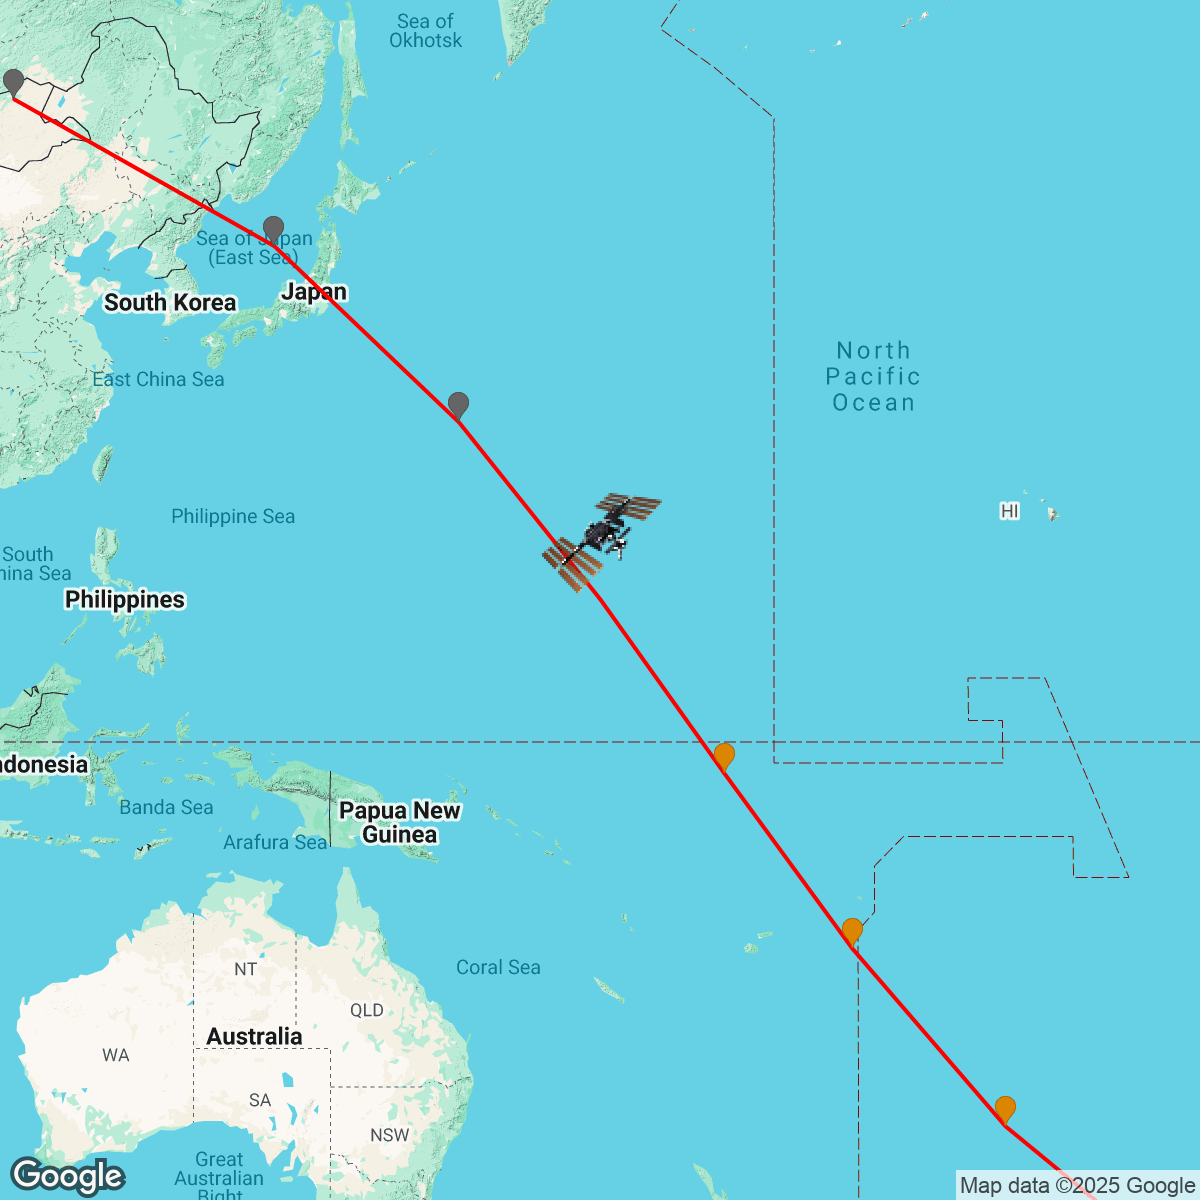 Sea of
Okhotsk
Sea of Japan
(East Sea)
Japan
South Korea
North
Pacific
Ocean
East China Sea
HI
Philippine Sea
South
hina Sea
Philippines
ndonesia
Banda Sea
Papua New
Guinea
Arafura Sea
Coral Sea
NT
QLD
Australia
WA
SA
NSW
Great
Australian
Bight
Google
Map data ©2025 Google